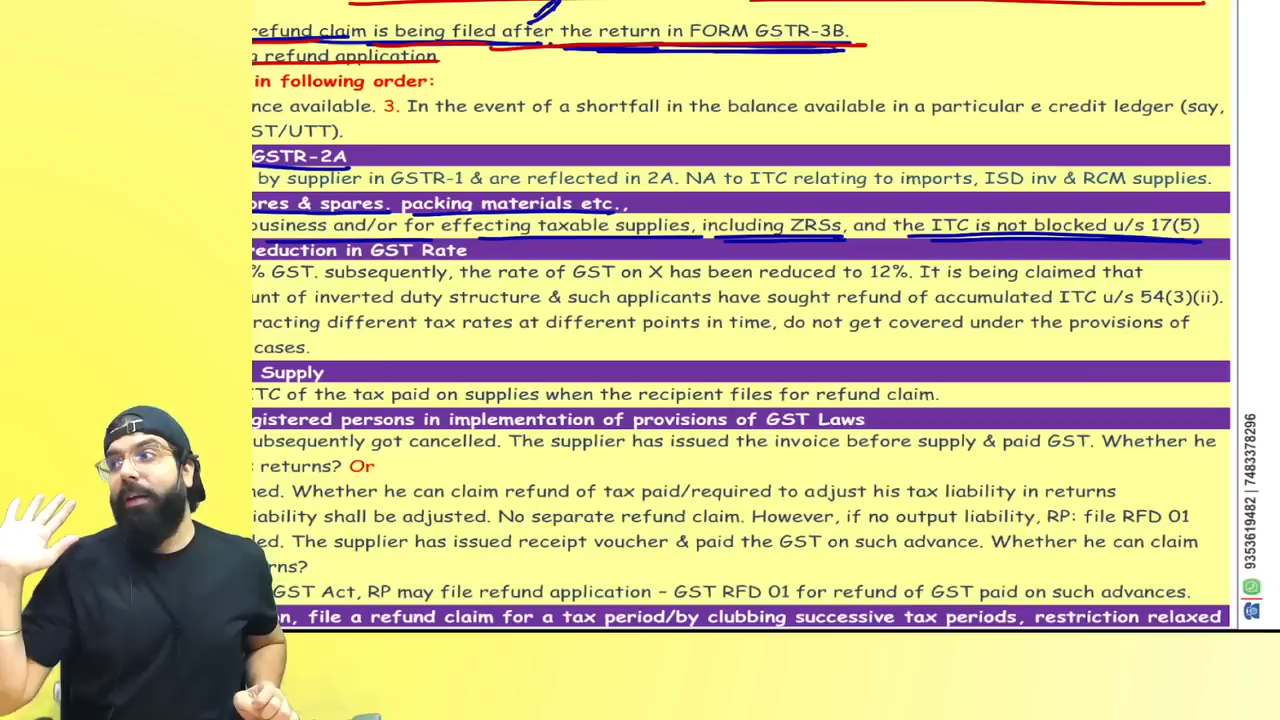 refund claim is being filed after the return in FORM GSTR-3B.
g refund application
in following order:
nce available. 3. In the event of a shortfall in the balance available in a particular e credit ledger (say,
ST/UTT).
GSTR-2A
by supplier in GSTR-1 & are reflected in 2A. NA to ITC relating to imports, ISD inv & RCM supplies.
ores & spares. packing materials etc.,
business and/or for effecting taxable supplies, including ZRSs, and the ITC is not blocked u/s 17(5)
reduction in GST Rate
% GST. subsequently, the rate of GST on X has been reduced to 12%. It is being claimed that
unt of inverted duty structure & such applicants have sought refund of accumulated ITC u/s 54(3)(ii).
racting different tax rates at different points in time, do not get covered under the provisions of
cases.
Supply
ITC of the tax paid on supplies when the recipient files for refund claim.
gistered persons in implementation of provisions of GST Laws
ubsequently got cancelled. The supplier has issued the invoice before supply & paid GST. Whether he
returns? Or
ned. Whether he can claim refund of tax paid/required to adjust his tax liability in returns
iability shall be adjusted. No separate refund claim. However, if no output liability, RP: file RFD 01
led. The supplier has issued receipt voucher & paid the GST on such advance. Whether he can claim
rns?
GST Act, RP may file refund application – GST RFD 01 for refund of GST paid on such advances.
n, file a refund claim for a tax period/by clubbing successive tax periods, restriction relaxed
9353619482 | 7483378296